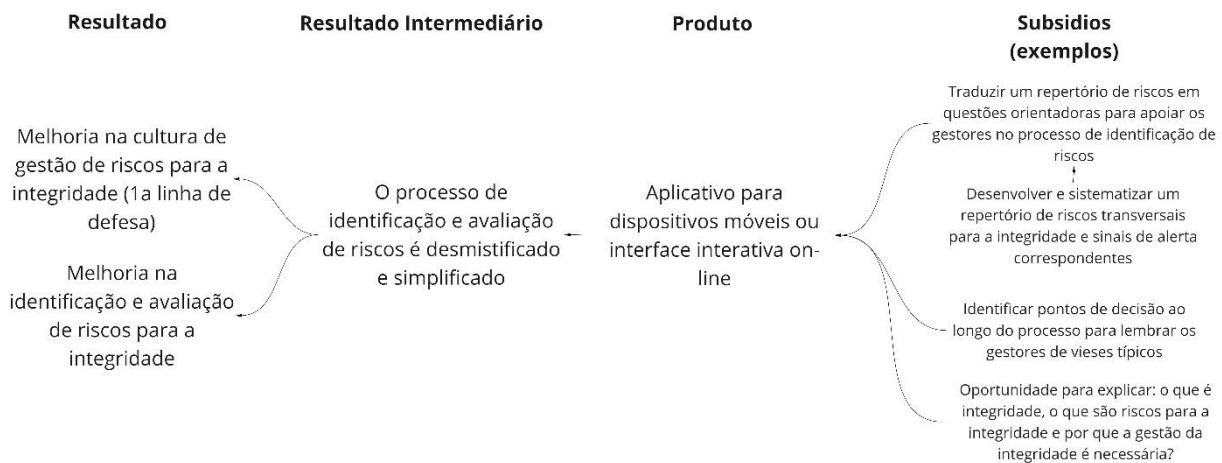 Resultado
Melhoria na cultura de
gestão de riscos para a
integridade (1a linha de
defesa)
Melhoria na
identificação e avaliação
de riscos para a
integridade
Resultado Intermediário
O processo de
identificação e avaliação
de riscos é desmistificado
e simplificado
Produto
Aplicativo para
dispositivos móveis ou
interface interativa on-
line
Subsidios
(exemplos)
Traduzir um repertório de riscos em
questões orientadoras para apoiar os
gestores no processo de identificação de
riscos
Desenvolver e sistematizar um
repertório de riscos transversais
para a integridade e sinais de alerta
correspondentes
Identificar pontos de decisão ao
longo do processo para lembrar os
gestores de vieses típicos
Oportunidade para explicar: o que é
integridade, o que são riscos para a
integridade e por que a gestão da
integridade é necessária?